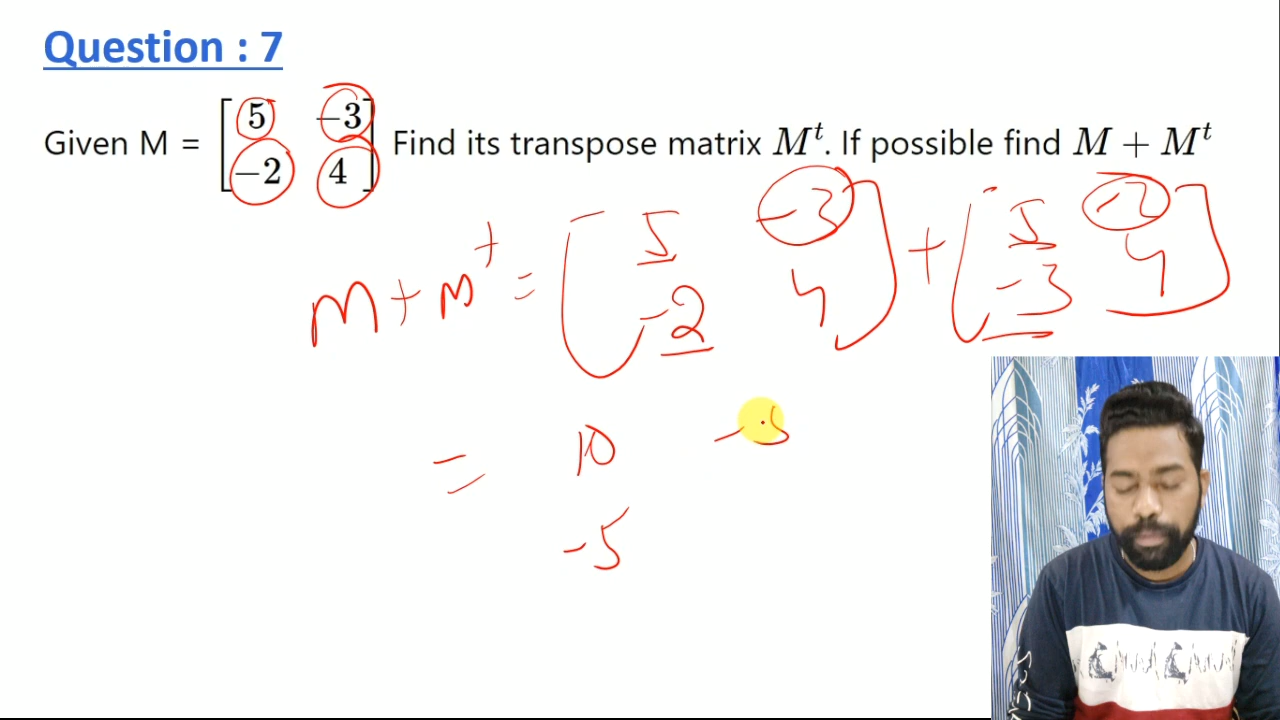 Question : 7
Given M = [5 -3
-2 4] Find its transpose matrix M^t. If possible find M + M^t
M + M^t = [5 -3
-2 4] + [5 -2
-3 4]
= 10 -5
-5